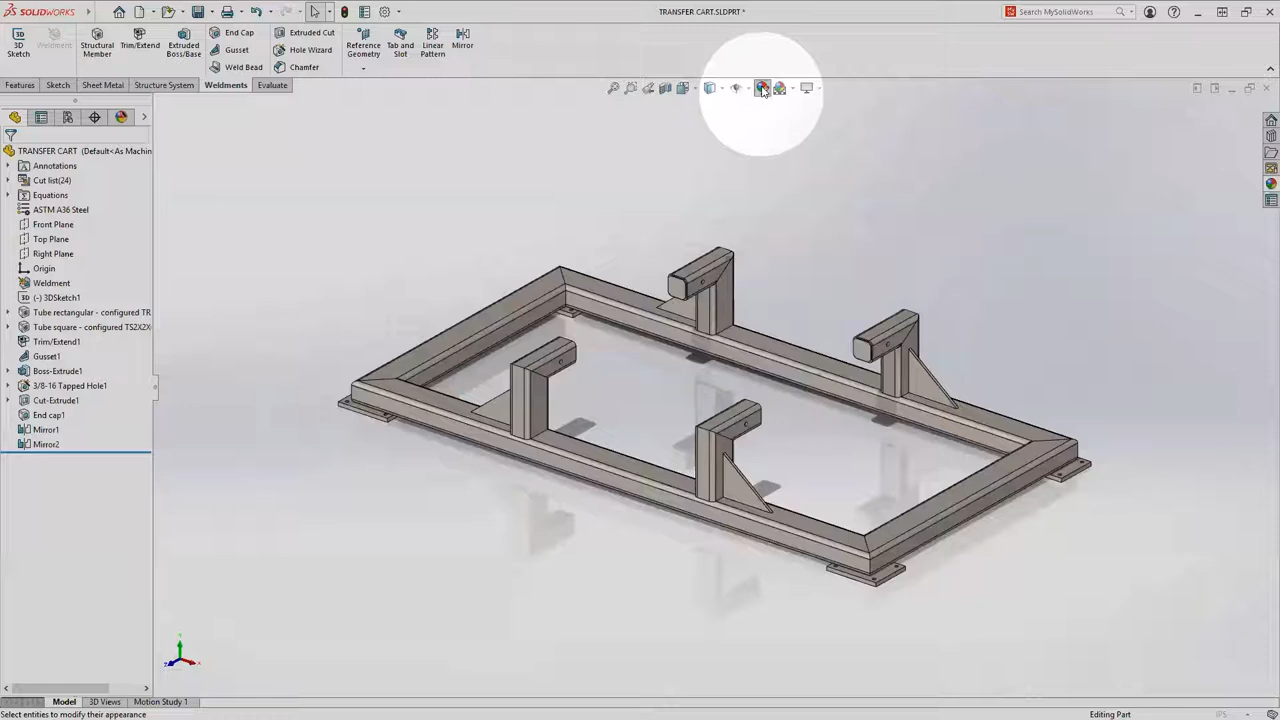 SOLIDWORKS
TRANSFER CART.SLDPRT *
Search MySolidWorks
3D Sketch
Weldment
Structural Member
Trim/Extend
Extruded Boss/Base
End Cap
Gusset
Weld Bead
Extruded Cut
Hole Wizard
Chamfer
Reference Geometry
Tab and Slot
Linear Pattern
Mirror
Features
Sketch
Sheet Metal
Structure System
Weldments
Evaluate
TRANSFER CART (Default<As Machin
Annotations
Cut list(24)
Equations
ASTM A36 Steel
Front Plane
Top Plane
Right Plane
Origin
Weldment
(-) 3DSketch1
Tube rectangular - configured TR
Tube square - configured TS2X2X
Trim/Extend1
Gusset1
Boss-Extrude1
3/8-16 Tapped Hole1
Cut-Extrude1
End cap1
Mirror1
Mirror2
Y
X
Z
Model
3D Views
Motion Study 1
Select entities to modify their appearance
Editing Part
IPS